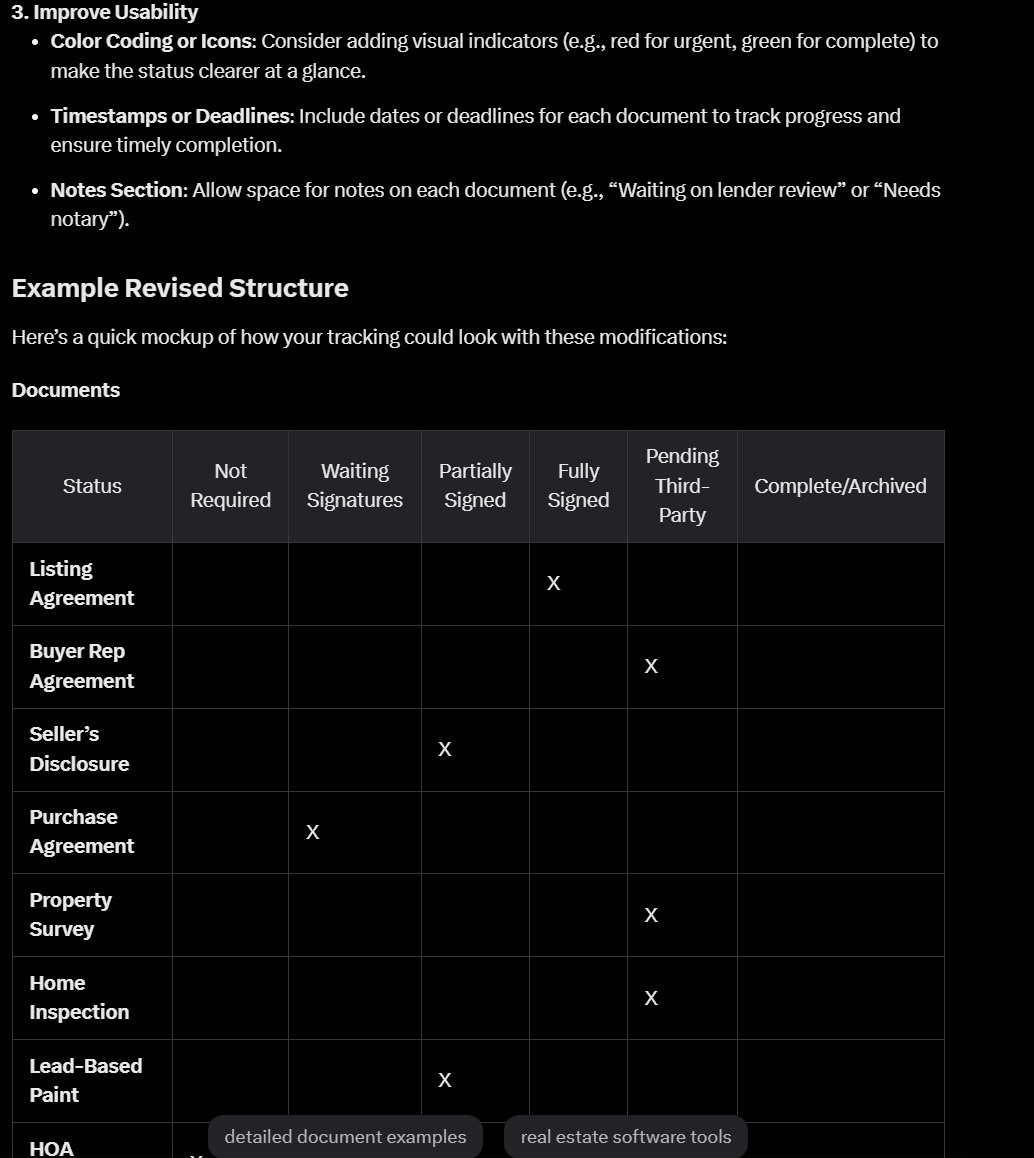 3. Improve Usability
• Color Coding or Icons: Consider adding visual indicators (e.g., red for urgent, green for complete) to
make the status clearer at a glance.
• Timestamps or Deadlines: Include dates or deadlines for each document to track progress and
ensure timely completion.
• Notes Section: Allow space for notes on each document (e.g., “Waiting on lender review” or “Needs
notary”).
Example Revised Structure
Here’s a quick mockup of how your tracking could look with these modifications:
Documents
Status
Not
Required
Waiting
Signatures
Partially
Signed
Fully
Signed
Pending
Third-
Party
Complete/Archived
Listing
Agreement
X
Buyer Rep
Agreement
X
Seller’s
Disclosure
X
Purchase
Agreement
X
Property
Survey
X
Home
Inspection
X
Lead-Based
Paint
X
HOA
detailed document examples
real estate software tools